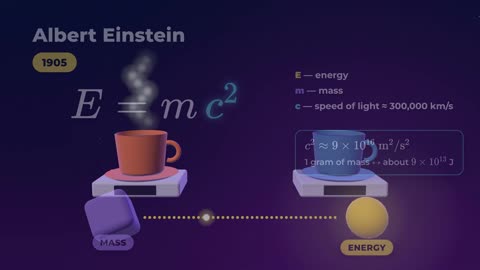 Albert Einstein
1905
E = m c²
E — energy
m — mass
c — speed of light ≈ 300,000 km/s
c² ≈ 9 × 10¹⁶ m²/s²
1 gram of mass ↔ about 9 × 10¹³ J
MASS
ENERGY